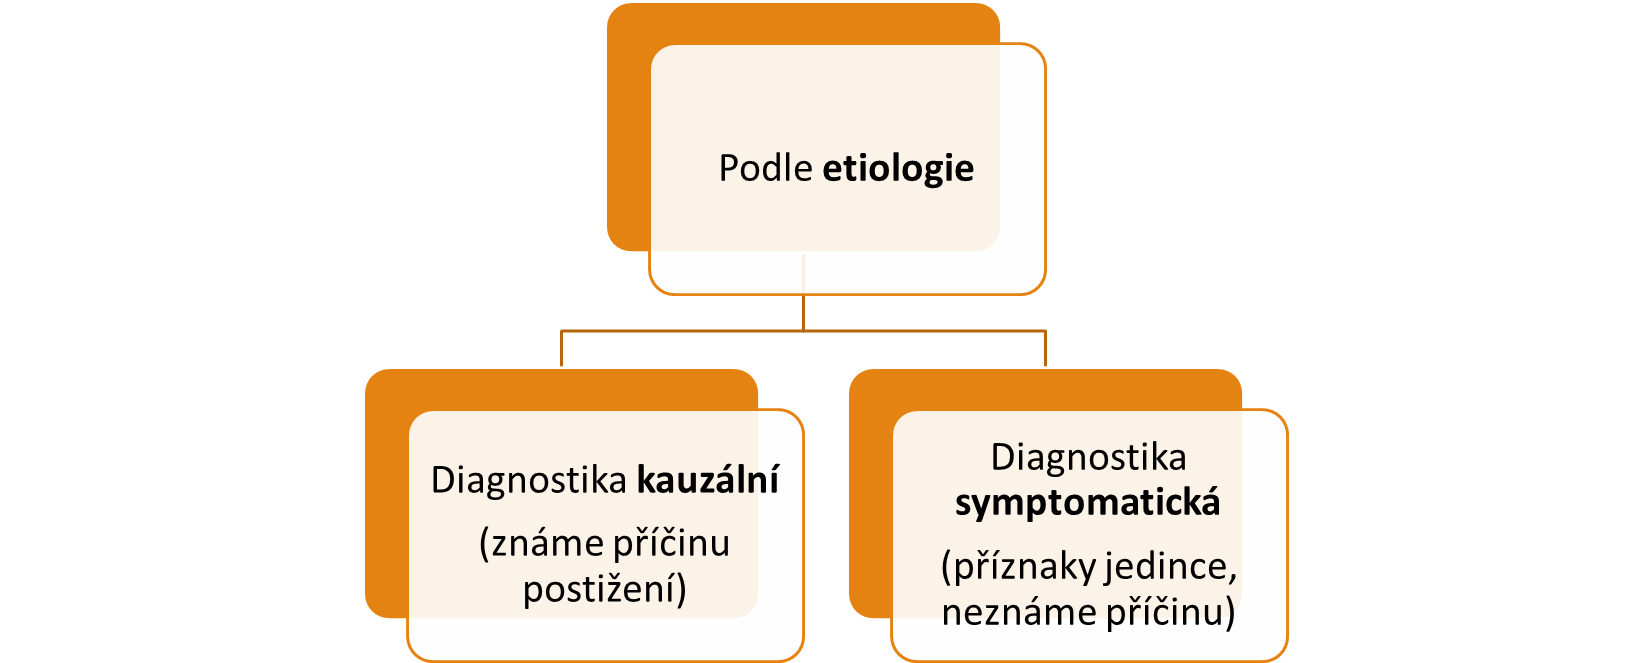 Podle etiologie
Diagnostika kauzální
(známe příčinu
postižení)
Diagnostika
symptomatická
(příznaky jedince,
neznáme příčinu)